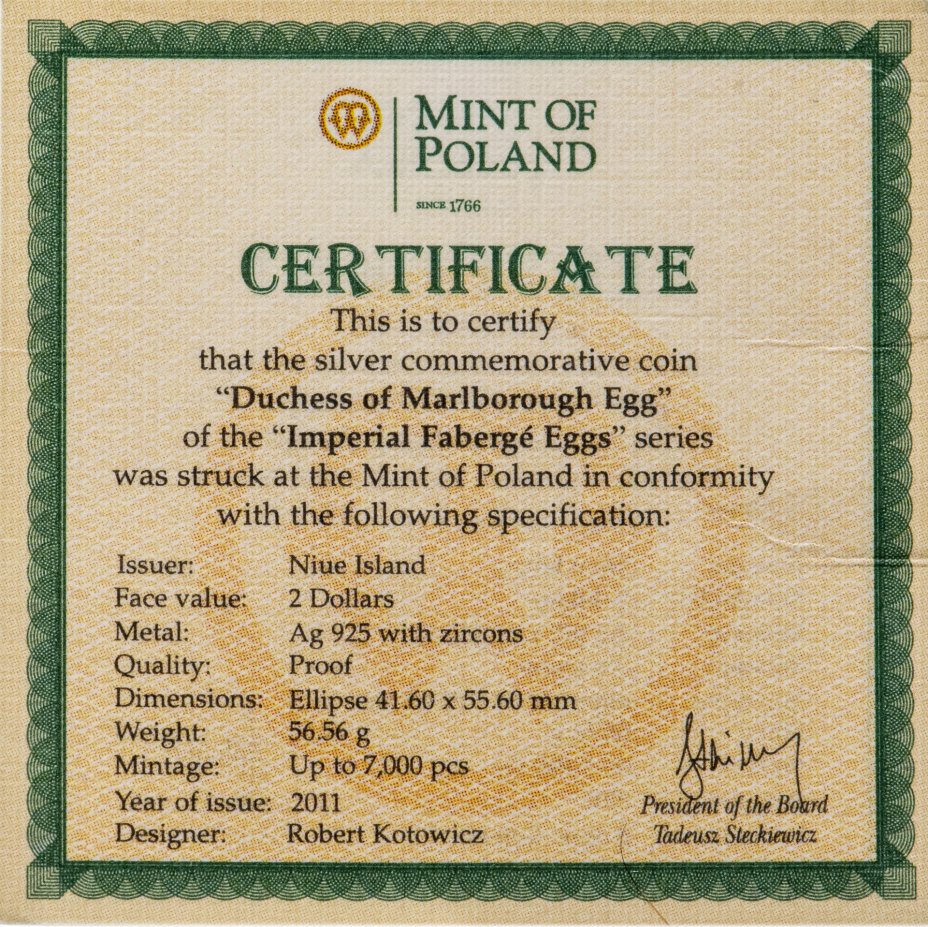 MINT OF
POLAND
SINCE 1766
CERTIFICATE
This is to certify
that the silver commemorative coin
“Duchess of Marlborough Egg”
of the “Imperial Fabergé Eggs” series
was struck at the Mint of Poland in conformity
with the following specification:
Issuer: Niue Island
Face value: 2 Dollars
Metal: Ag 925 with zircons
Quality: Proof
Dimensions: Ellipse 41.60 x 55.60 mm
Weight: 56.56 g
Mintage: Up to 7,000 pcs
Year of issue: 2011
Designer: Robert Kotowicz
President of the Board
Tadeusz Steckiewicz